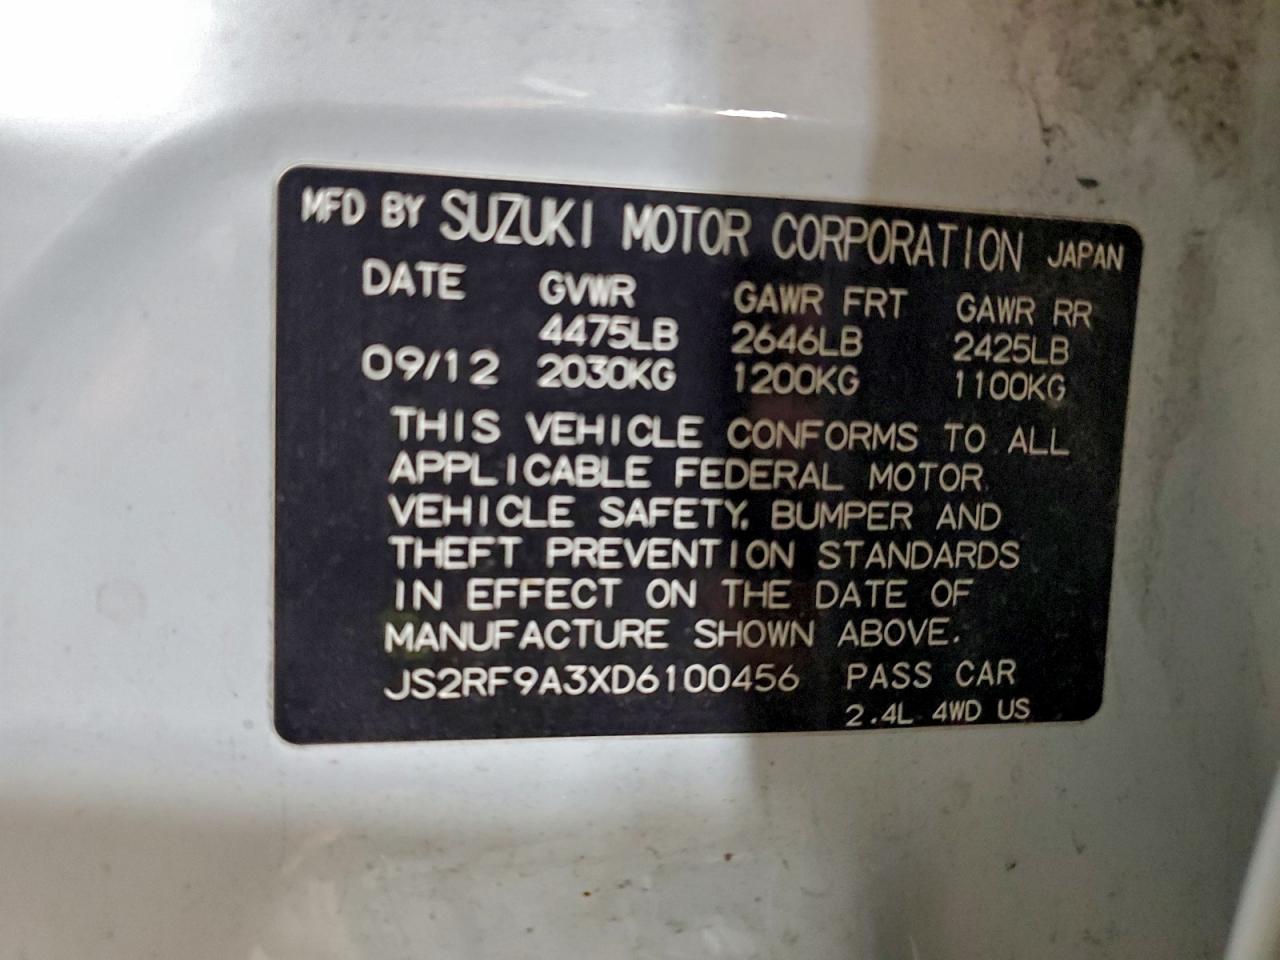 MFD BY SUZUKI MOTOR CORPORATION JAPAN
DATE GVWR GAWR FRT GAWR RR
4475LB 2646LB 2425LB
09/12 2030KG 1200KG 1100KG
THIS VEHICLE CONFORMS TO ALL
APPLICABLE FEDERAL MOTOR
VEHICLE SAFETY, BUMPER AND
THEFT PREVENTION STANDARDS
IN EFFECT ON THE DATE OF
MANUFACTURE SHOWN ABOVE.
JS2RF9A3XD6100456 PASS CAR
2.4L 4WD US